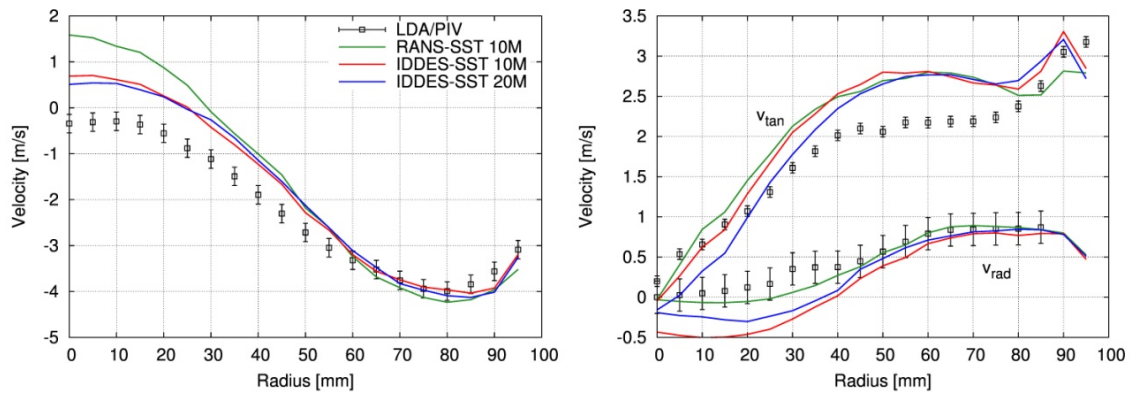 2
1
0
-1
-2
-3
-4
-5
Velocity [m/s]
LDA/PIV
RANS-SST 10M
IDDES-SST 10M
IDDES-SST 20M
0 10 20 30 40 50 60 70 80 90 100
Radius [mm]
3.5
3
2.5
2
1.5
1
0.5
0
-0.5
Velocity [m/s]
vtan
vrad
0 10 20 30 40 50 60 70 80 90 100
Radius [mm]